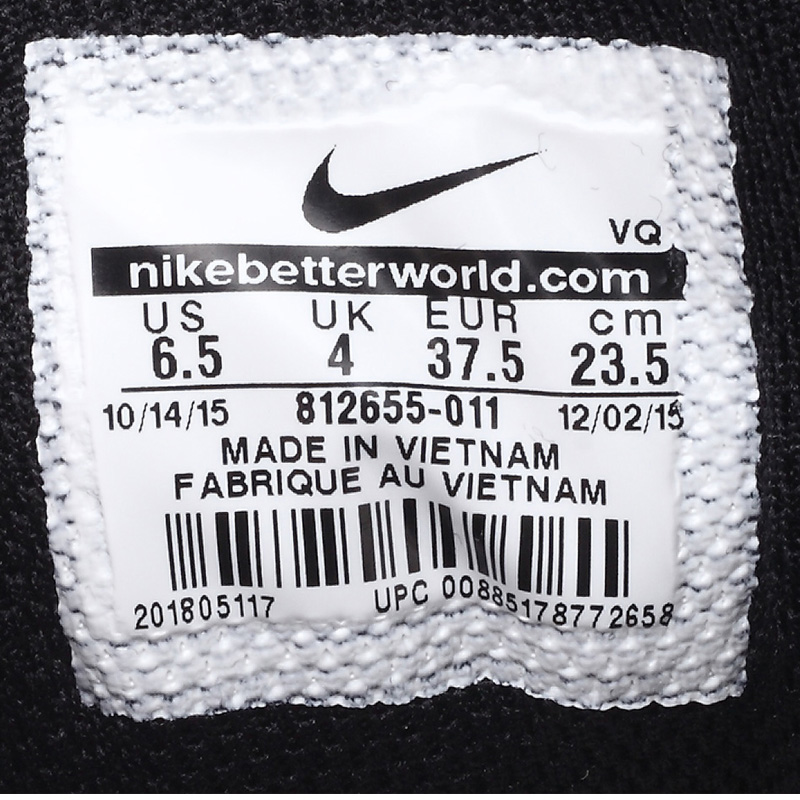 VQ
nikebetterworld.com
US UK EUR cm
6.5 4 37.5 23.5
10/14/15 812655-011 12/02/15
MADE IN VIETNAM
FABRIQUE AU VIETNAM
201805117 UPC 00885178772658